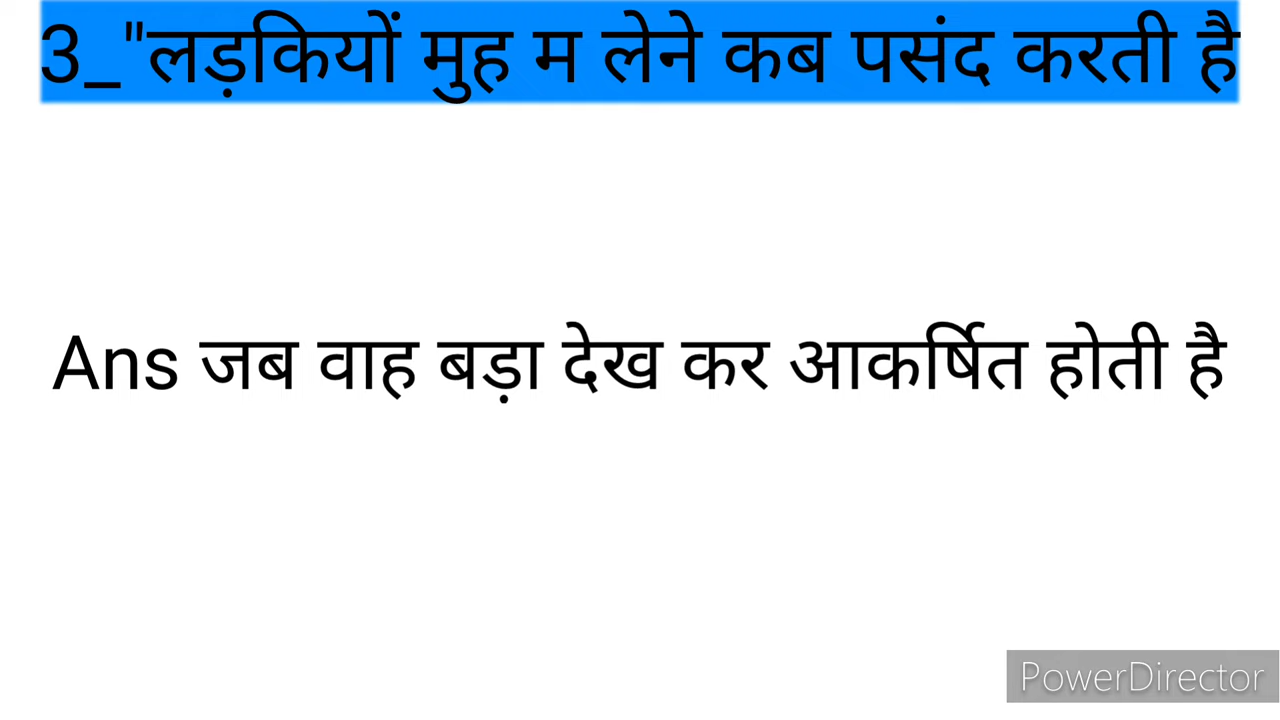 3_"लड़कियों मुह म लेने कब पसंद करती है
Ans जब वाह बड़ा देख कर आकर्षित होती है
PowerDirector